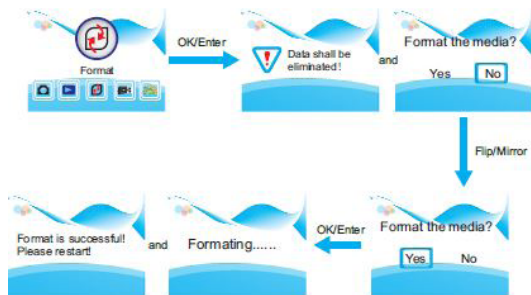 Format
OK/Enter
Data shall be
eliminated!
and
Format the media?
Yes No
Flip/Mirror
Format the media?
Yes No
OK/Enter
Formating......
and
Format is successful!
Please restart!